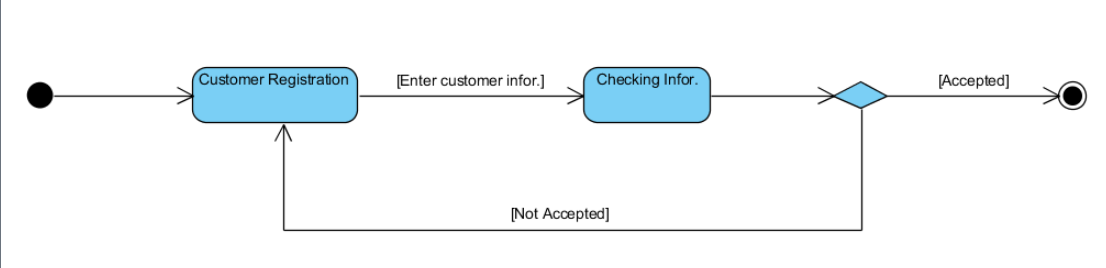 Customer Registration
[Enter customer infor.]
Checking Infor.
[Accepted]
[Not Accepted]